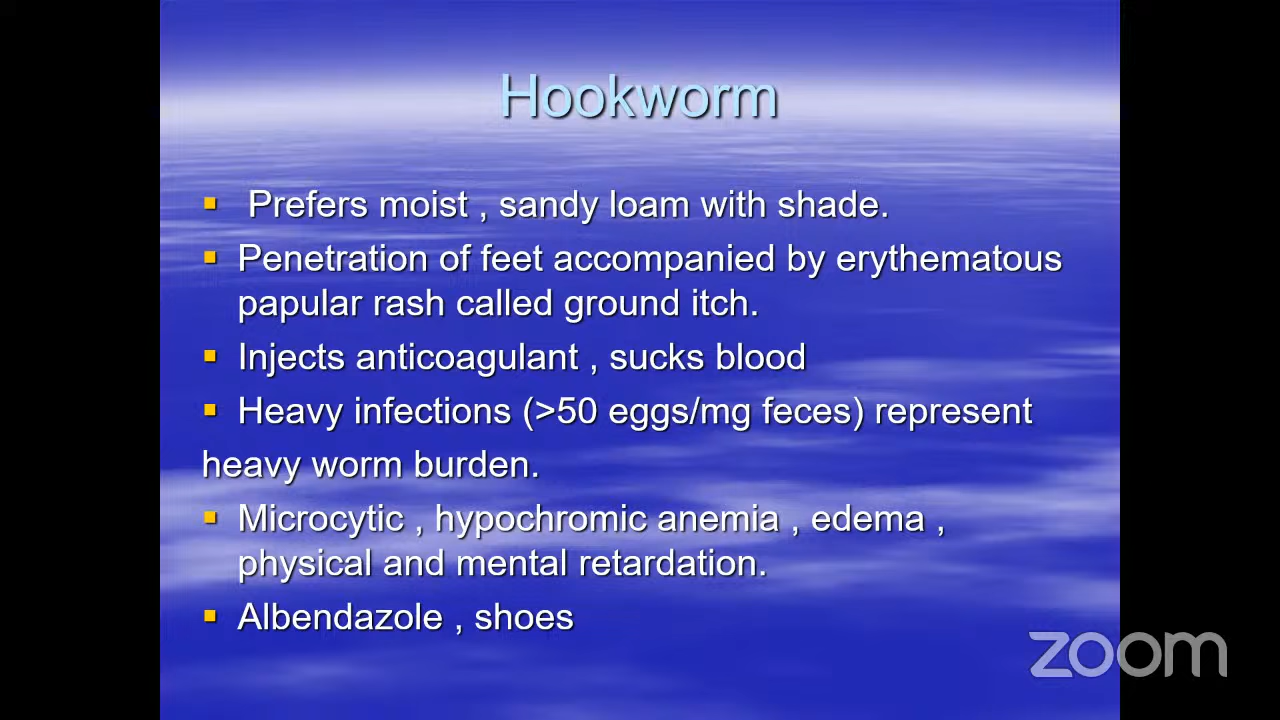 Hookworm
▪ Prefers moist , sandy loam with shade.
▪ Penetration of feet accompanied by erythematous
papular rash called ground itch.
▪ Injects anticoagulant , sucks blood
▪ Heavy infections (>50 eggs/mg feces) represent
heavy worm burden.
▪ Microcytic , hypochromic anemia , edema ,
physical and mental retardation.
▪ Albendazole , shoes
zoom